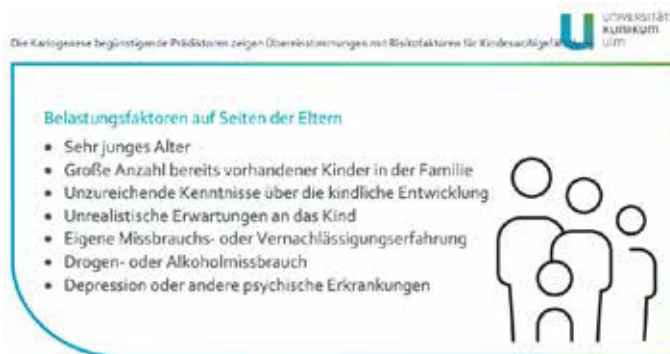 Die Kariogenese begünstigende Prädiktoren zeigen Übereinstimmungen mit Risikofaktoren für
UNIVERSITÄTS
KLINIKUM
ulm
Belastungsfaktoren auf Seiten der Eltern
• Sehr junges Alter
• Große Anzahl bereits vorhandener Kinder in der Familie
• Unzureichende Kenntnisse über die kindliche Entwicklung
• Unrealistische Erwartungen an das Kind
• Eigene Missbrauchs- oder Vernachlässigungserfahrung
• Drogen- oder Alkoholmissbrauch
• Depression oder andere psychische Erkrankungen